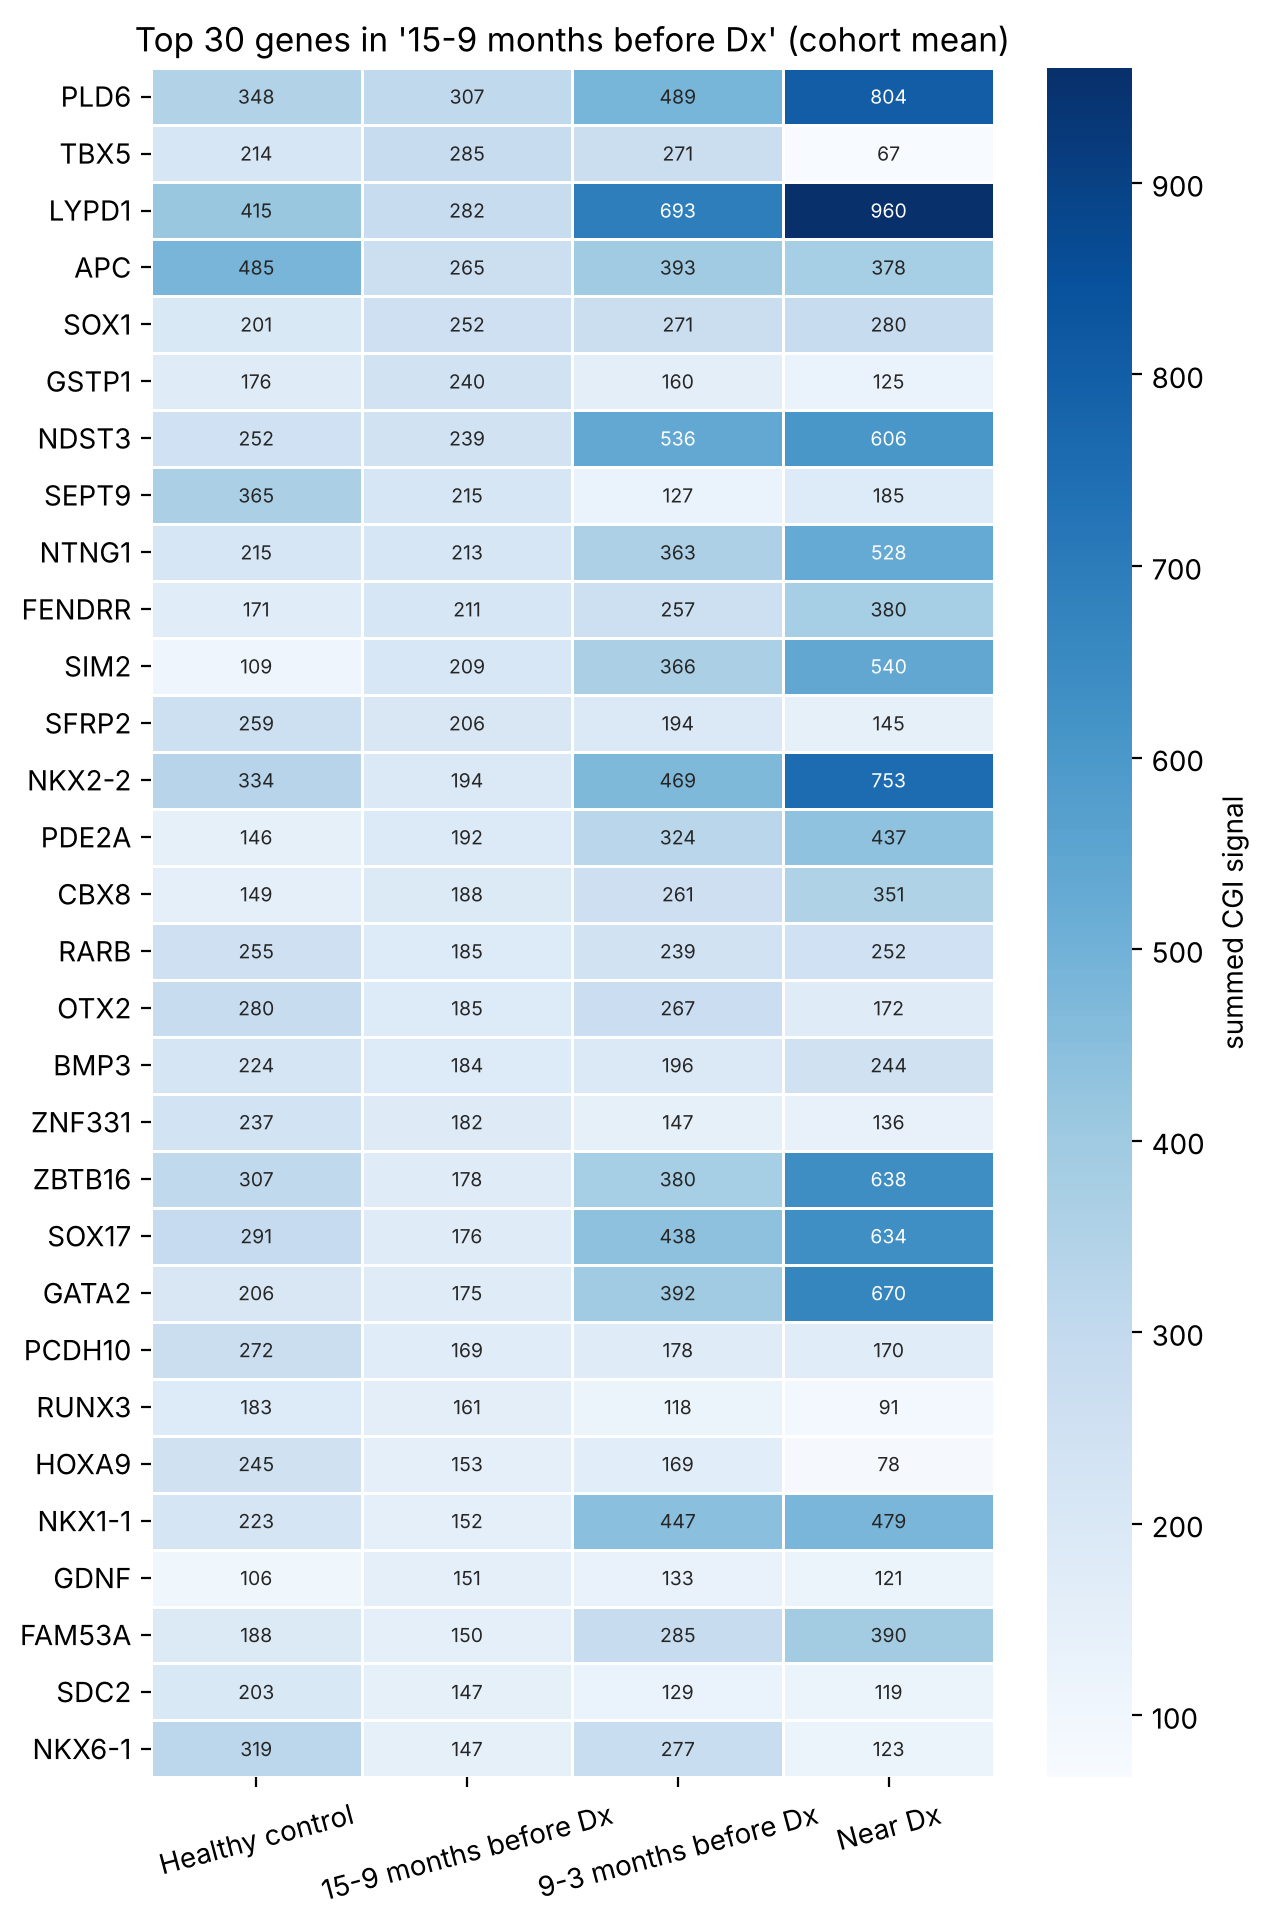 Top 30 genes in '15-9 months before Dx' (cohort mean)
PLD6 348 307 489 804
TBX5 214 285 271 67
LYPD1 415 282 693 960
APC 485 265 393 378
SOX1 201 252 271 280
GSTP1 176 240 160 125
NDST3 252 239 536 606
SEPT9 365 215 127 185
NTNG1 215 213 363 528
FENDRR 171 211 257 380
SIM2 109 209 366 540
SFRP2 259 206 194 145
NKX2-2 334 194 469 753
PDE2A 146 192 324 437
CBX8 149 188 261 351
RARB 255 185 239 252
OTX2 280 185 267 172
BMP3 224 184 196 244
ZNF331 237 182 147 136
ZBTB16 307 178 380 638
SOX17 291 176 438 634
GATA2 206 175 392 670
PCDH10 272 169 178 170
RUNX3 183 161 118 91
HOXA9 245 153 169 78
NKX1-1 223 152 447 479
GDNF 106 151 133 121
FAM53A 188 150 285 390
SDC2 203 147 129 119
NKX6-1 319 147 277 123
Healthy control
15-9 months before Dx
9-3 months before Dx
Near Dx
900
800
700
600
500
400
300
200
100
summed CGI signal